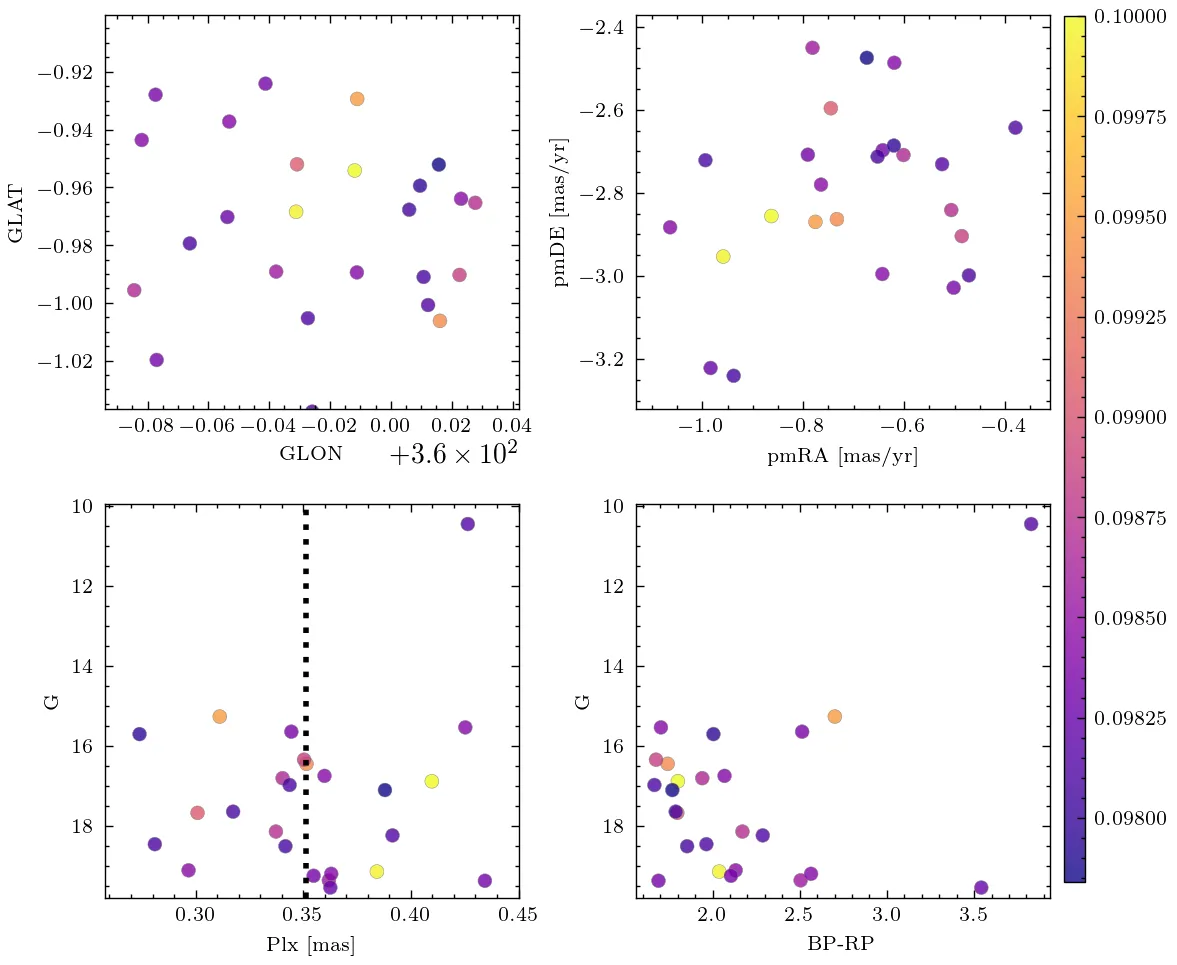 GLAT
−0.92
−0.94
−0.96
−0.98
−1.00
−1.02
−0.08 −0.06 −0.04 −0.02 0.00 0.02 0.04
GLON
+3.6 × 10²
pmDE [mas/yr]
−2.4
−2.6
−2.8
−3.0
−3.2
−1.0 −0.8 −0.6 −0.4
pmRA [mas/yr]
G
10
12
14
16
18
0.30 0.35 0.40 0.45
Plx [mas]
G
10
12
14
16
18
2.0 2.5 3.0 3.5
BP-RP
0.10000
0.09975
0.09950
0.09925
0.09900
0.09875
0.09850
0.09825
0.09800